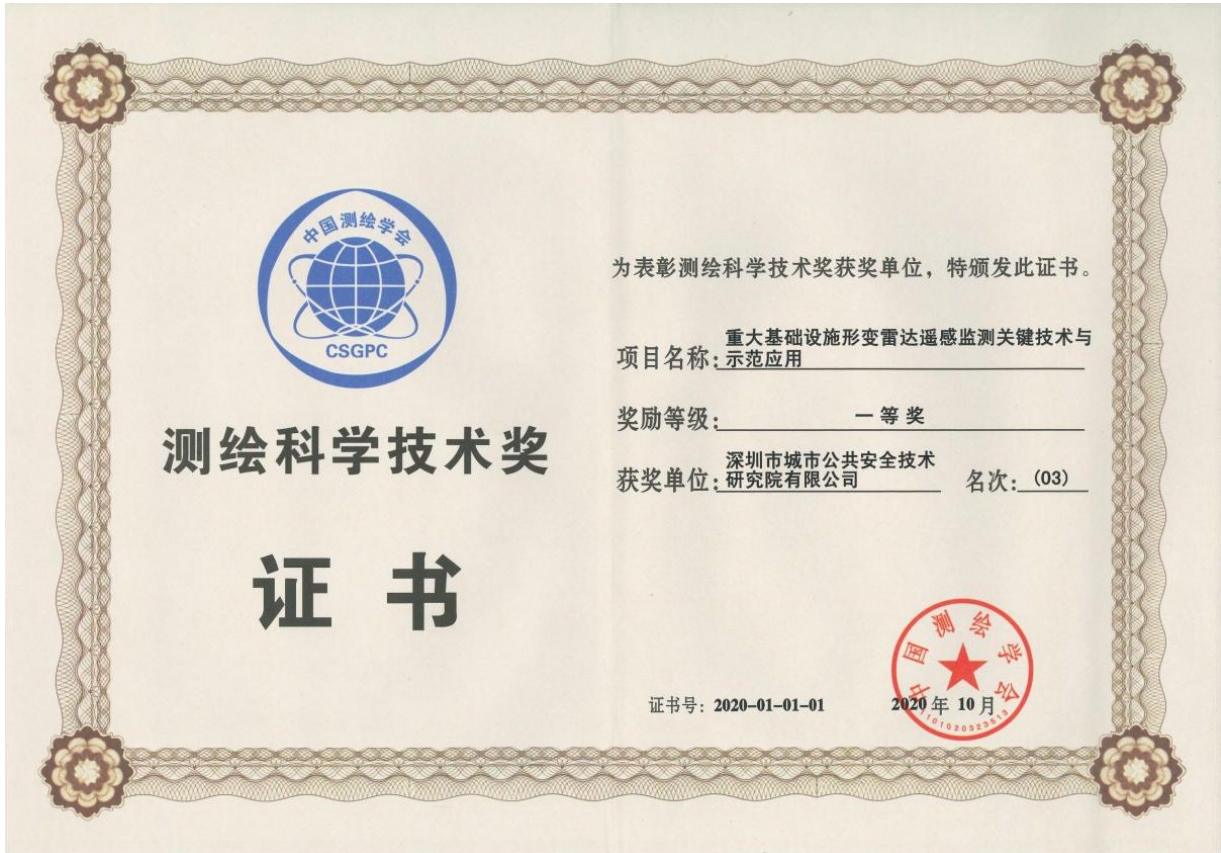 中国测绘学会
CSGPC
测绘科学技术奖
证书
为表彰测绘科学技术奖获奖单位，特颁发此证书。
项目名称：重大基础设施形变雷达遥感监测关键技术与
示范应用
奖励等级：一等奖
获奖单位：深圳市城市公共安全技术
研究院有限公司
名次：(03)
中国测绘学会
证书号：2020-01-01-01
2020年10月